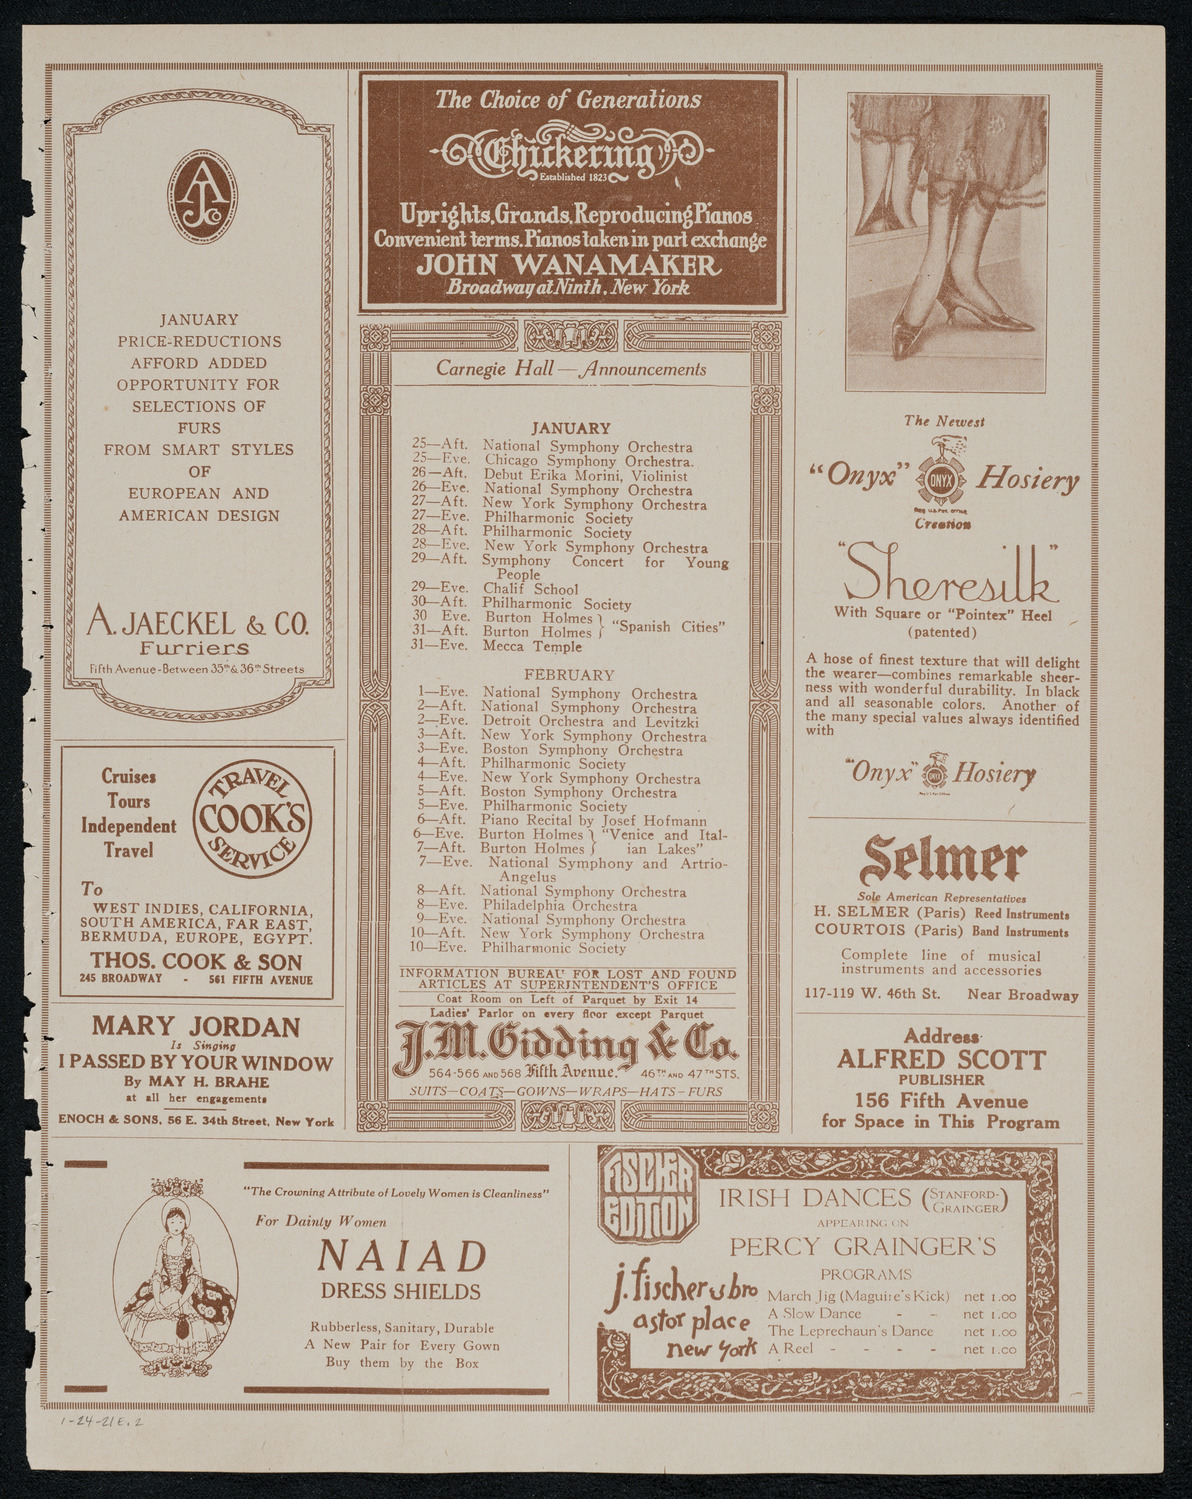 AJCo
JANUARY
PRICE-REDUCTIONS
AFFORD ADDED
OPPORTUNITY FOR
SELECTIONS OF
FURS
FROM SMART STYLES
OF
EUROPEAN AND
AMERICAN DESIGN
A. JAECKEL & CO.
Furriers
Fifth Avenue-Between 35th & 36th Streets
Cruises
Tours
Independent
Travel
TRAVEL
COOK'S
SERVICE
To
WEST INDIES, CALIFORNIA,
SOUTH AMERICA, FAR EAST,
BERMUDA, EUROPE, EGYPT.
THOS. COOK & SON
245 BROADWAY - 561 FIFTH AVENUE
MARY JORDAN
Is Singing
I PASSED BY YOUR WINDOW
By MAY H. BRAHE
at all her engagements
ENOCH & SONS, 56 E. 34th Street, New York
The Choice of Generations
Chickering
Established 1823
Uprights, Grands, Reproducing Pianos
Convenient terms. Pianos taken in part exchange
JOHN WANAMAKER
Broadway at Ninth, New York
Carnegie Hall—Announcements
JANUARY
25—Aft. National Symphony Orchestra
25—Eve. Chicago Symphony Orchestra.
26—Aft. Debut Erika Morini, Violinist
26—Eve. National Symphony Orchestra
27—Aft. New York Symphony Orchestra
27—Eve. Philharmonic Society
28—Aft. Philharmonic Society
28—Eve. New York Symphony Orchestra
29—Aft. Symphony Concert for Young
People
29—Eve. Chalif School
30—Aft. Philharmonic Society
30 Eve. Burton Holmes } "Spanish Cities"
31—Aft. Burton Holmes }
31—Eve. Mecca Temple
FEBRUARY
1—Eve. National Symphony Orchestra
2—Aft. National Symphony Orchestra
2—Eve. Detroit Orchestra and Levitzki
3—Aft. New York Symphony Orchestra
3—Eve. Boston Symphony Orchestra
4—Aft. Philharmonic Society
4—Eve. New York Symphony Orchestra
5—Aft. Boston Symphony Orchestra
5—Eve. Philharmonic Society
6—Aft. Piano Recital by Josef Hofmann
6—Eve. Burton Holmes } "Venice and Ital-
7—Aft. Burton Holmes } ian Lakes"
7—Eve. National Symphony and Artrio-
Angelus
8—Aft. National Symphony Orchestra
8—Eve. Philadelphia Orchestra
9—Eve. National Symphony Orchestra
10—Aft. New York Symphony Orchestra
10—Eve. Philharmonic Society
INFORMATION BUREAU FOR LOST AND FOUND
ARTICLES AT SUPERINTENDENT'S OFFICE
Coat Room on Left of Parquet by Exit 14
Ladies' Parlor on every floor except Parquet
J.M. Gidding & Co.
564-566 AND 568 Fifth Avenue. 46TH AND 47TH STS.
SUITS—COATS—GOWNS—WRAPS—HATS-FURS
The Newest
"Onyx" ONYX Hosiery
Reg. U.S. Pat. Office
Creation
"Sheresilk"
With Square or "Pointex" Heel
(patented)
A hose of finest texture that will delight
the wearer—combines remarkable sheer-
ness with wonderful durability. In black
and all seasonable colors. Another of
the many special values always identified
with
"Onyx" ONYX Hosiery
Selmer
Sole American Representatives
H. SELMER (Paris) Reed Instruments
COURTOIS (Paris) Band Instruments
Complete line of musical
instruments and accessories
117-119 W. 46th St. Near Broadway
Address
ALFRED SCOTT
PUBLISHER
156 Fifth Avenue
for Space in This Program
"The Crowning Attribute of Lovely Women is Cleanliness"
For Dainty Women
NAIAD
DRESS SHIELDS
Rubberless, Sanitary, Durable
A New Pair for Every Gown
Buy them by the Box
FISCHER
EDITION
j. fischer & bro
astor place
new york
IRISH DANCES (STANFORD-
GRAINGER)
APPEARING ON
PERCY GRAINGER'S
PROGRAMS
March Jig (Maguire's Kick) net 1.00
A Slow Dance - - net 1.00
The Leprechaun's Dance net 1.00
A Reel - - - - net 1.00
1-24-21E.2